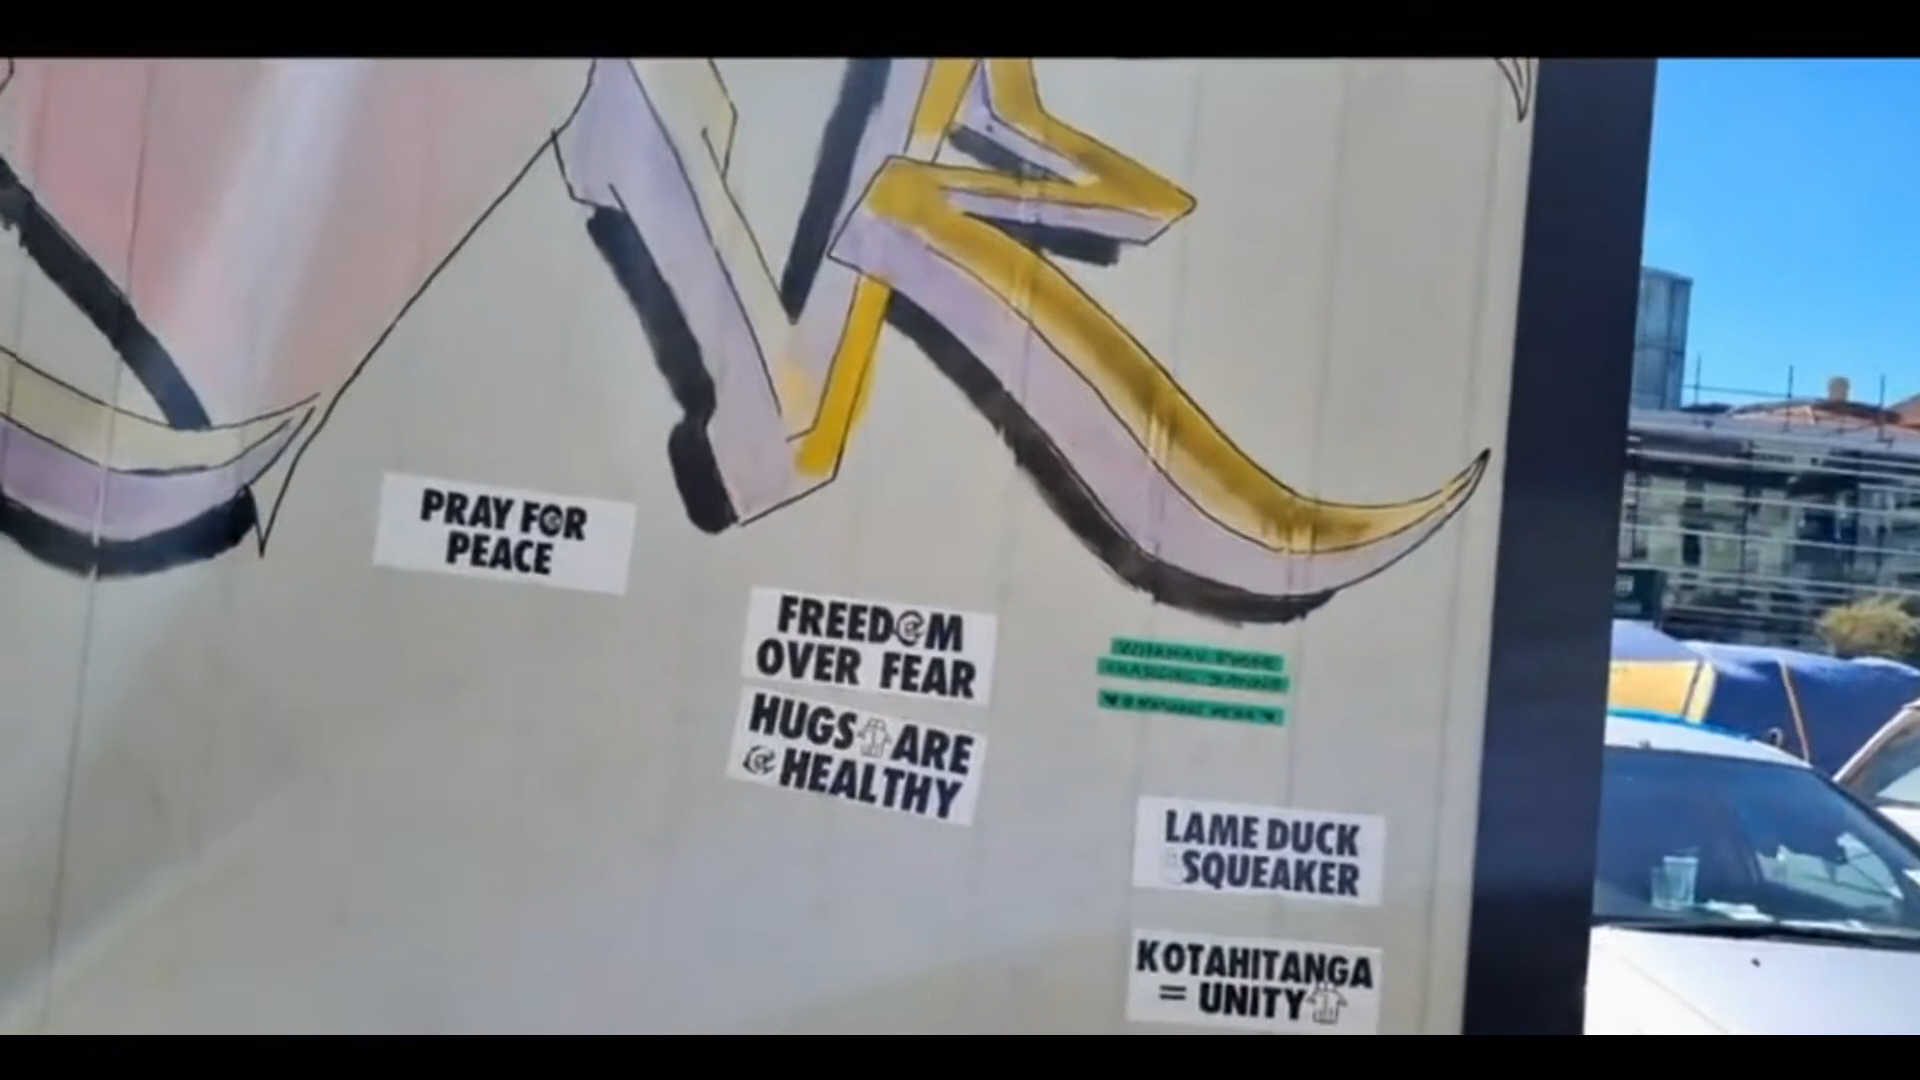 PRAY FOR
PEACE
FREEDOM
OVER FEAR
HUGS ARE
HEALTHY
LAME DUCK
SQUEAKER
KOTAHITANGA
= UNITY